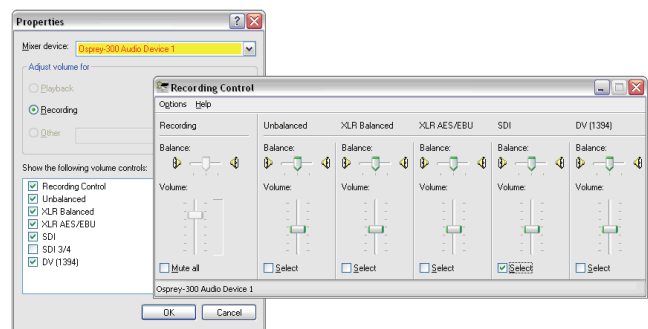 Properties
Mixer device: Osprey-300 Audio Device 1
Adjust volume for
Playback
Recording
Other
Show the following volume controls:
Recording Control
Unbalanced
XLR Balanced
XLR AES/EBU
SDI
SDI 3/4
DV (1394)
OK Cancel
Recording Control
Options Help
Recording Unbalanced XLR Balanced XLR AES/EBU SDI DV (1394)
Balance: Balance: Balance: Balance: Balance: Balance:
Volume: Volume: Volume: Volume: Volume: Volume:
Mute all Select Select Select Select Select
Osprey-300 Audio Device 1